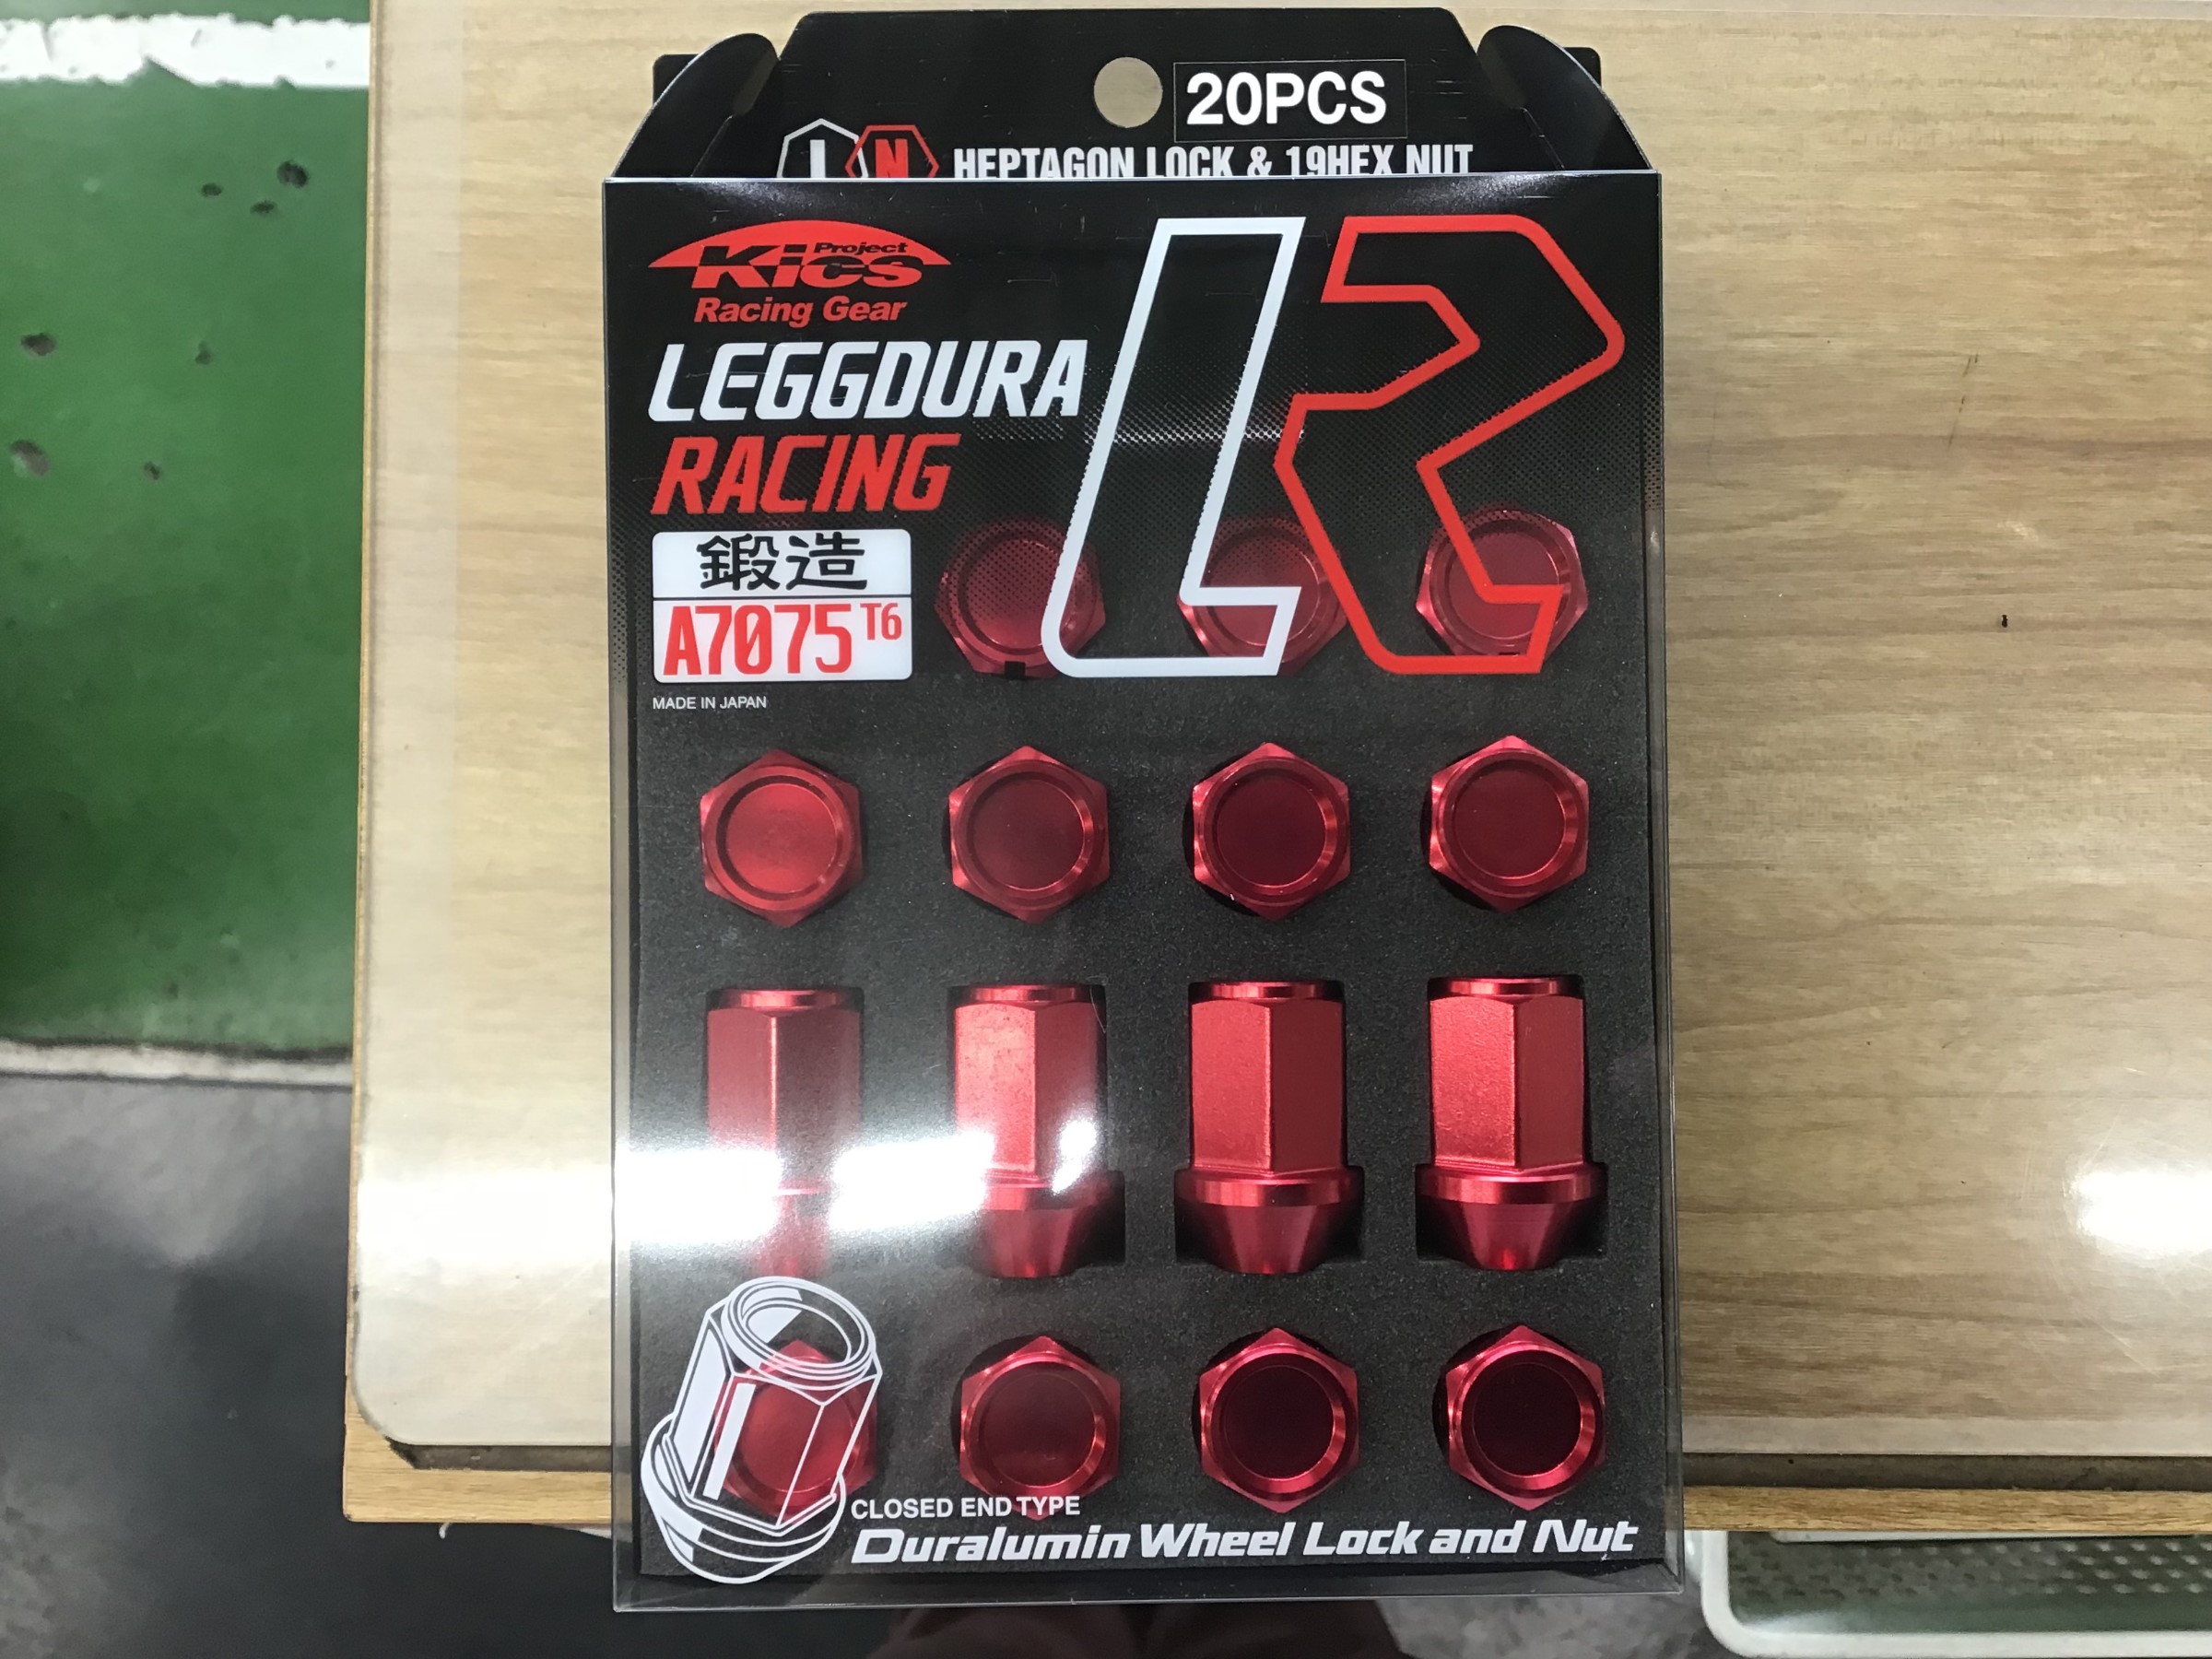 20PCS
L N HEPTAGON LOCK & 19HEX NUT
Project
Kics
Racing Gear
LEGGDURA
RACING
LR
鍛造
A7075 T6
MADE IN JAPAN
CLOSED END TYPE
Duralumin Wheel Lock and Nut